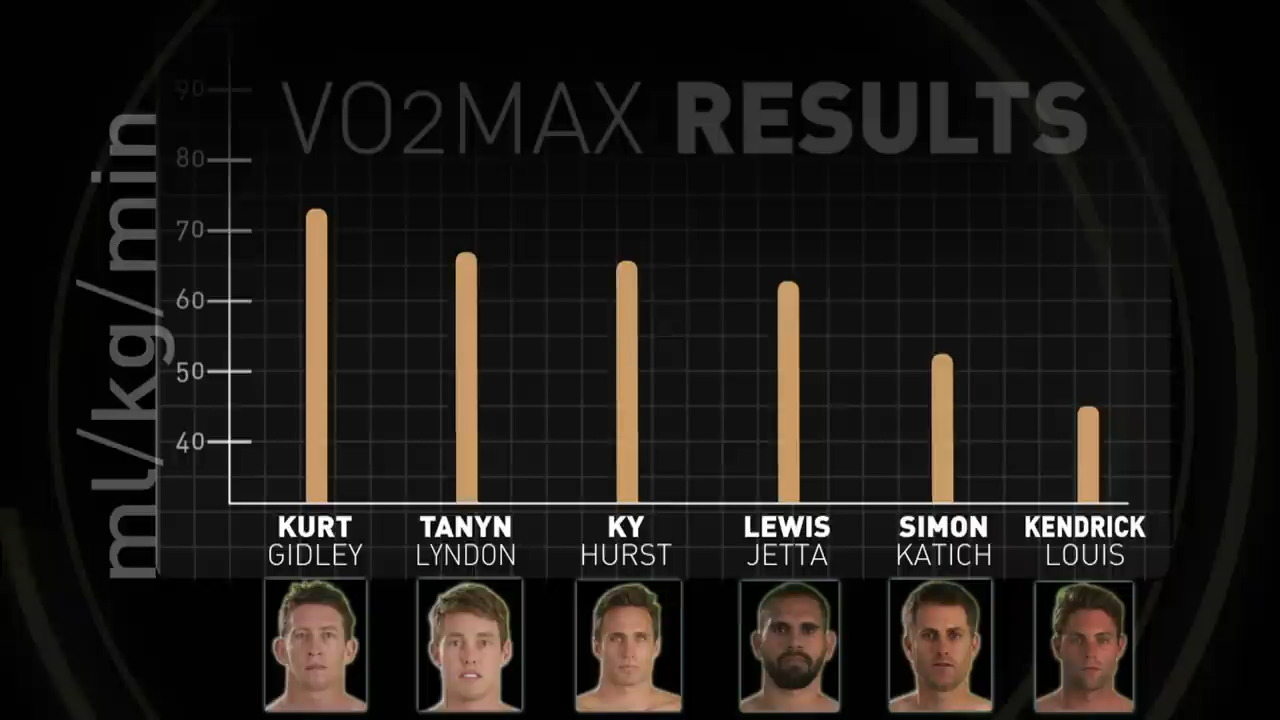 VO2MAX RESULTS
ml/kg/min
90
80
70
60
50
40
KURT TANYN KY LEWIS SIMON KENDRICK
GIDLEY LYNDON HURST JETTA KATICH LOUIS